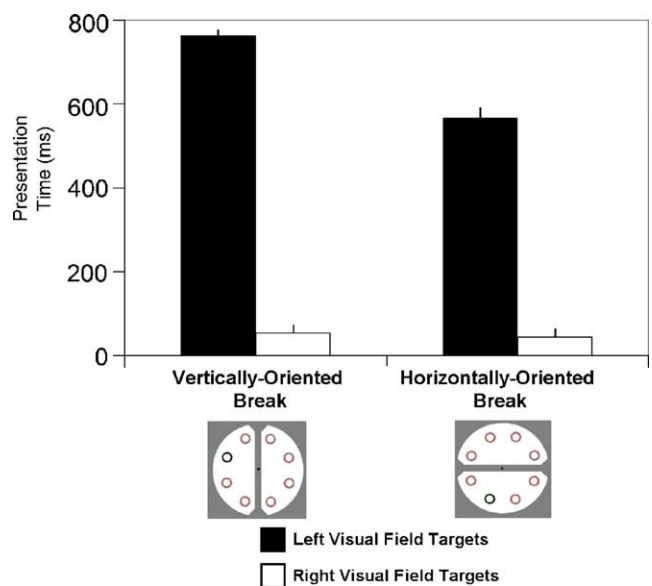 800
600
400
200
0
Presentation
Time (ms)
Vertically-Oriented
Break
Horizontally-Oriented
Break
Left Visual Field Targets
Right Visual Field Targets